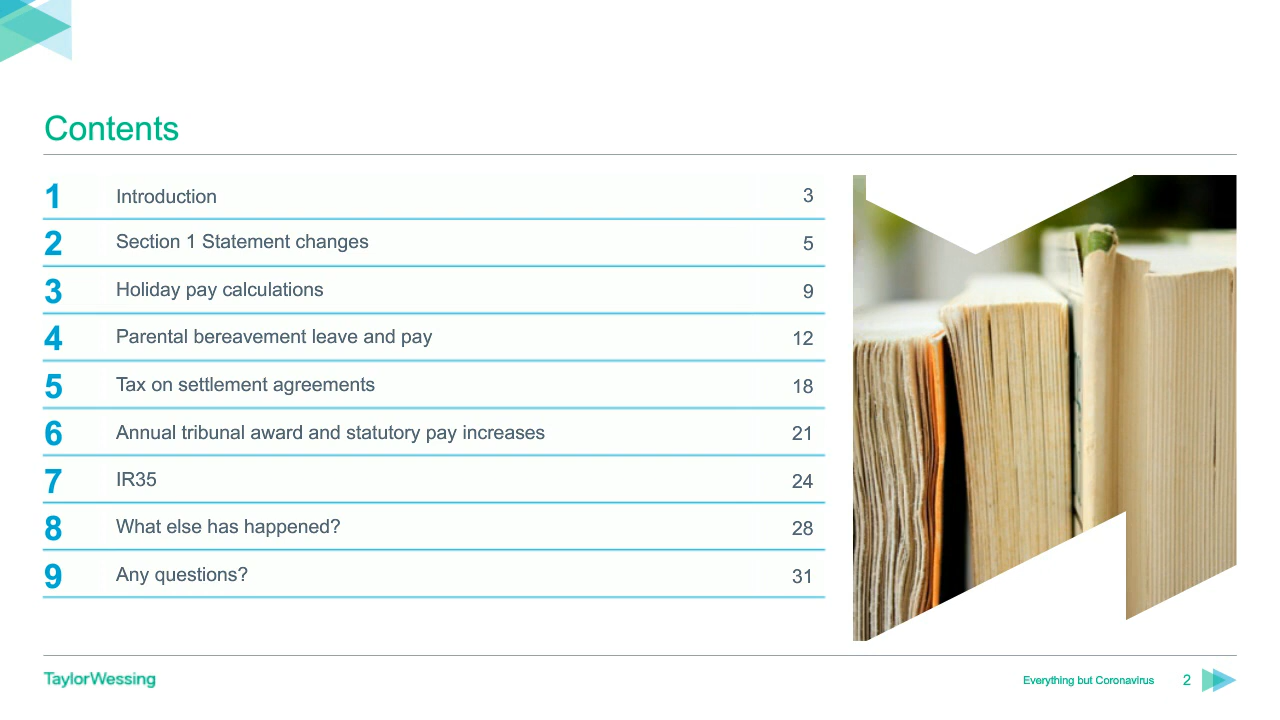 Contents
1 Introduction 3
2 Section 1 Statement changes 5
3 Holiday pay calculations 9
4 Parental bereavement leave and pay 12
5 Tax on settlement agreements 18
6 Annual tribunal award and statutory pay increases 21
7 IR35 24
8 What else has happened? 28
9 Any questions? 31
TaylorWessing
Everything but Coronavirus 2